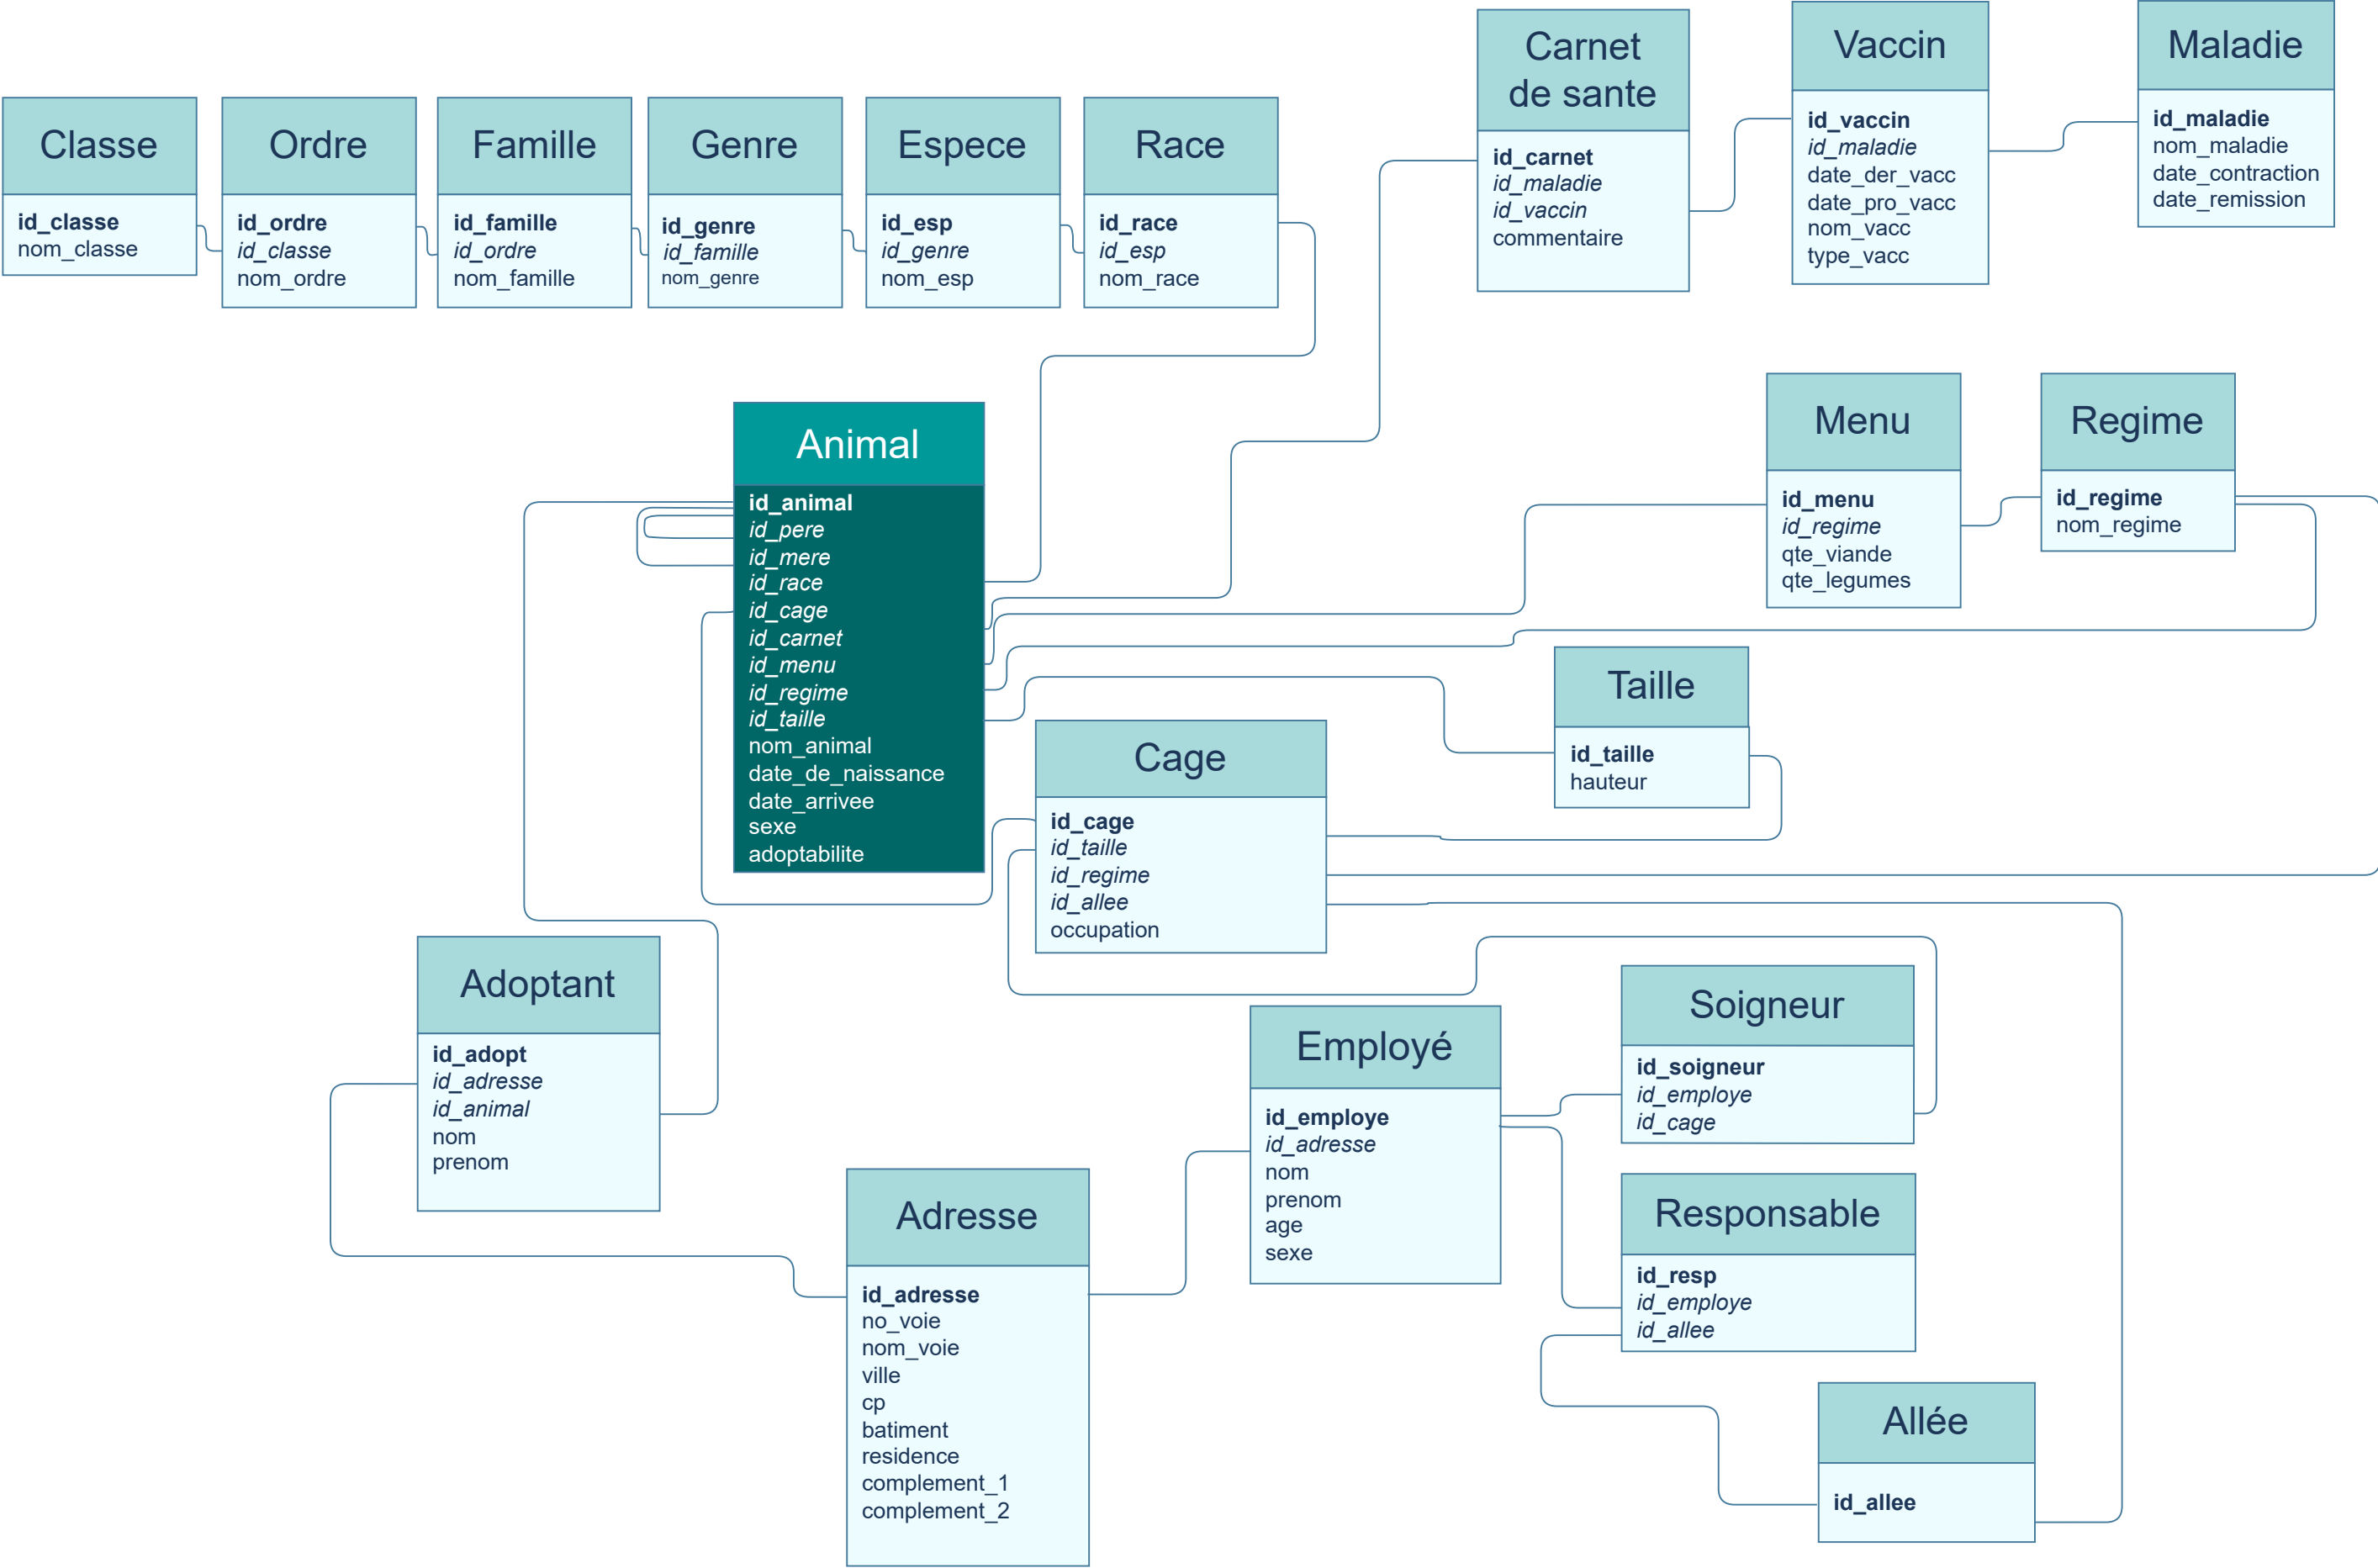 Classe
id_classe
nom_classe
Ordre
id_ordre
id_classe
nom_ordre
Famille
id_famille
id_ordre
nom_famille
Genre
id_genre
id_famille
nom_genre
Espece
id_esp
id_genre
nom_esp
Race
id_race
id_esp
nom_race
Carnet
de sante
id_carnet
id_maladie
id_vaccin
commentaire
Vaccin
id_vaccin
id_maladie
date_der_vacc
date_pro_vacc
nom_vacc
type_vacc
Maladie
id_maladie
nom_maladie
date_contraction
date_remission
Animal
id_animal
id_pere
id_mere
id_race
id_cage
id_carnet
id_menu
id_regime
id_taille
nom_animal
date_de_naissance
date_arrivee
sexe
adoptabilite
Menu
id_menu
id_regime
qte_viande
qte_legumes
Regime
id_regime
nom_regime
Taille
id_taille
hauteur
Cage
id_cage
id_taille
id_regime
id_allee
occupation
Adoptant
id_adopt
id_adresse
id_animal
nom
prenom
Adresse
id_adresse
no_voie
nom_voie
ville
cp
batiment
residence
complement_1
complement_2
Employé
id_employe
id_adresse
nom
prenom
age
sexe
Soigneur
id_soigneur
id_employe
id_cage
Responsable
id_resp
id_employe
id_allee
Allée
id_allee